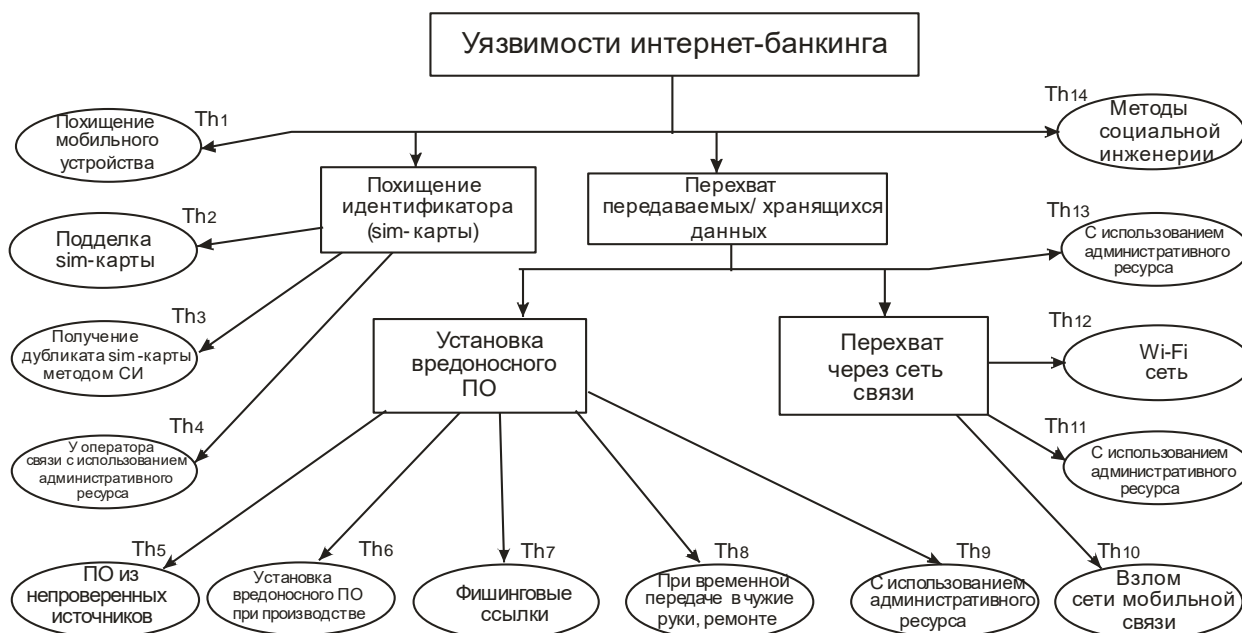 Уязвимости интернет-банкинга
Th1
Похищение
мобильного
устройства
Th14
Методы
социальной
инженерии
Похищение
идентификатора
(sim- карты)
Перехват
передаваемых/ хранящихся
данных
Th2
Подделка
sim-карты
Th13
С использованием
административного
ресурса
Th3
Получение
дубликата sim -карты
методом СИ
Установка
вредоносного
ПО
Перехват
через сеть
связи
Th12
Wi-Fi
сеть
Th4
У оператора
связи с использованием
административного
ресурса
Th11
С использованием
административного
ресурса
Th5
ПО из
непроверенных
источников
Th6
Установка
вредоносного ПО
при производстве
Th7
Фишинговые
ссылки
Th8
При временной
передаче в чужие
руки, ремонте
Th9
С использованием
административного
ресурса
Th10
Взлом
сети мобильной
связи